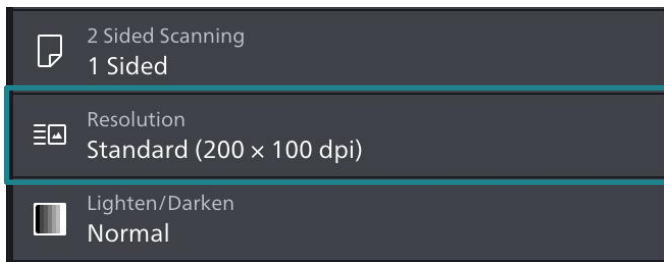 2 Sided Scanning
1 Sided
Resolution
Standard (200 × 100 dpi)
Lighten/Darken
Normal